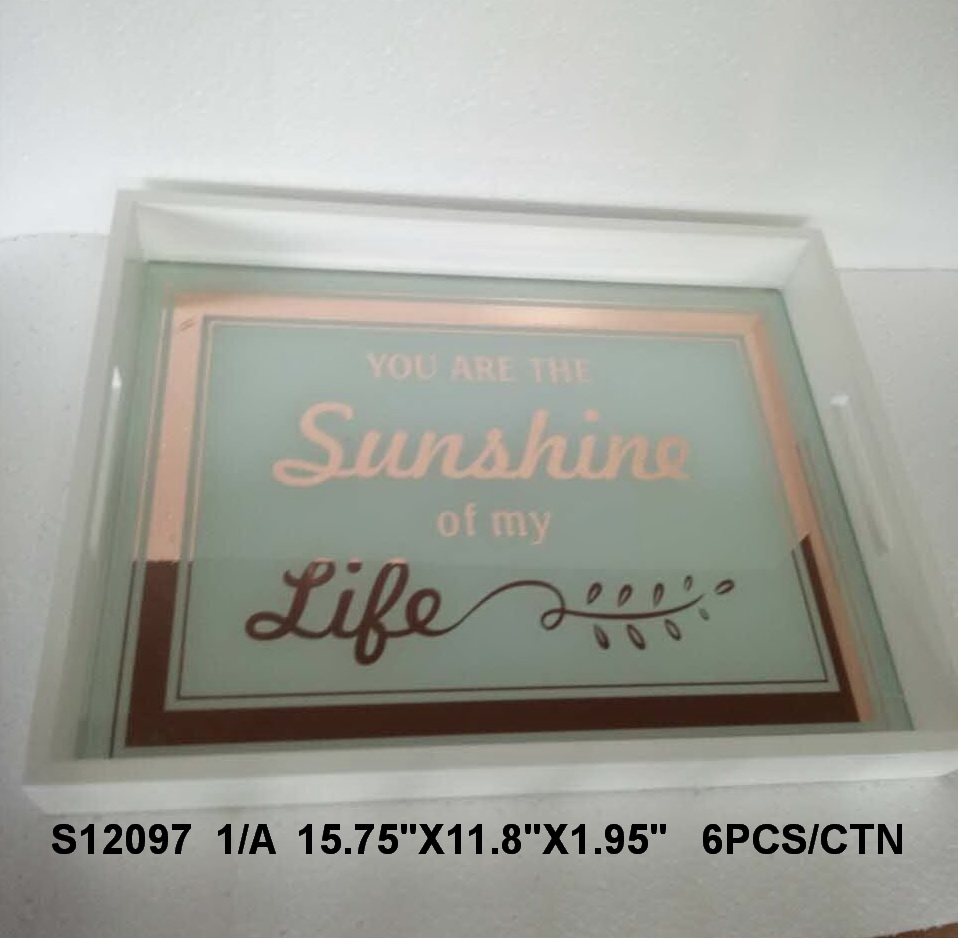 YOU ARE THE
Sunshine
of my
Life
S12097 1/A 15.75"X11.8"X1.95" 6PCS/CTN